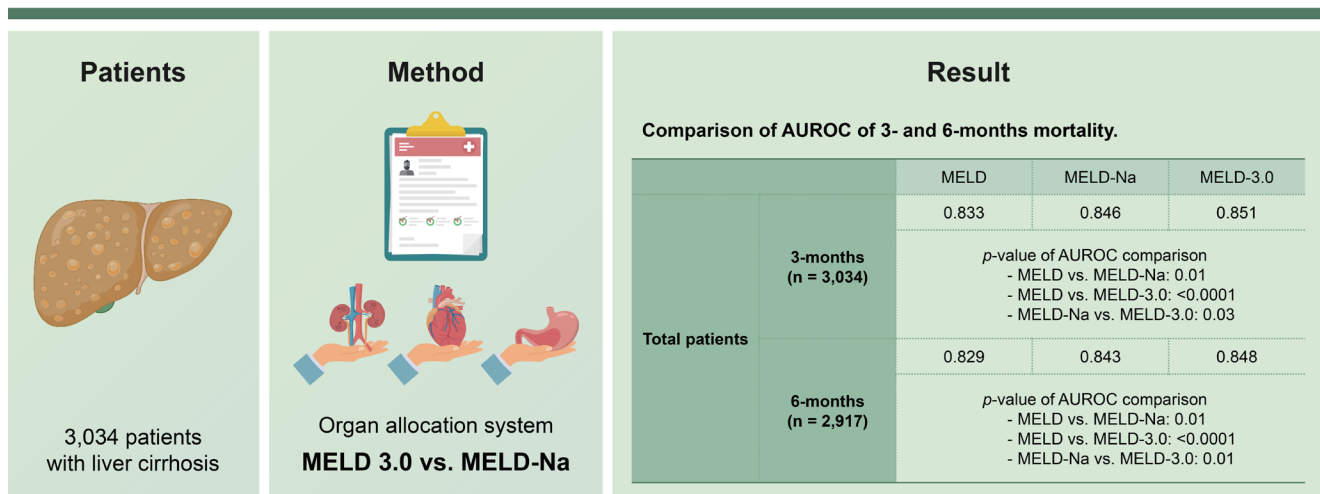 Patients
3,034 patients
with liver cirrhosis
Method
Organ allocation system
MELD 3.0 vs. MELD-Na
Result
Comparison of AUROC of 3- and 6-months mortality.
MELD MELD-Na MELD-3.0
Total patients
3-months
(n = 3,034)
0.833 0.846 0.851
p-value of AUROC comparison
- MELD vs. MELD-Na: 0.01
- MELD vs. MELD-3.0: <0.0001
- MELD-Na vs. MELD-3.0: 0.03
6-months
(n = 2,917)
0.829 0.843 0.848
p-value of AUROC comparison
- MELD vs. MELD-Na: 0.01
- MELD vs. MELD-3.0: <0.0001
- MELD-Na vs. MELD-3.0: 0.01